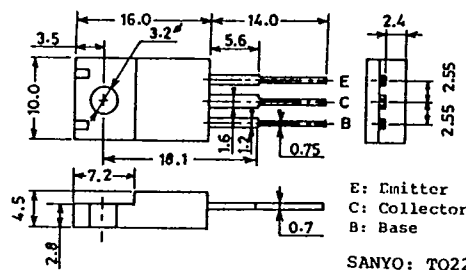 16.0
14.0
3.5
3.2ø
5.6
2.4
10.0
2.55
2.55
E
C
B
1.6
1.2
0.75
18.1
7.2
4.5
2.8
0.7
E: Emitter
C: Collector
B: Base
SANYO: TO22